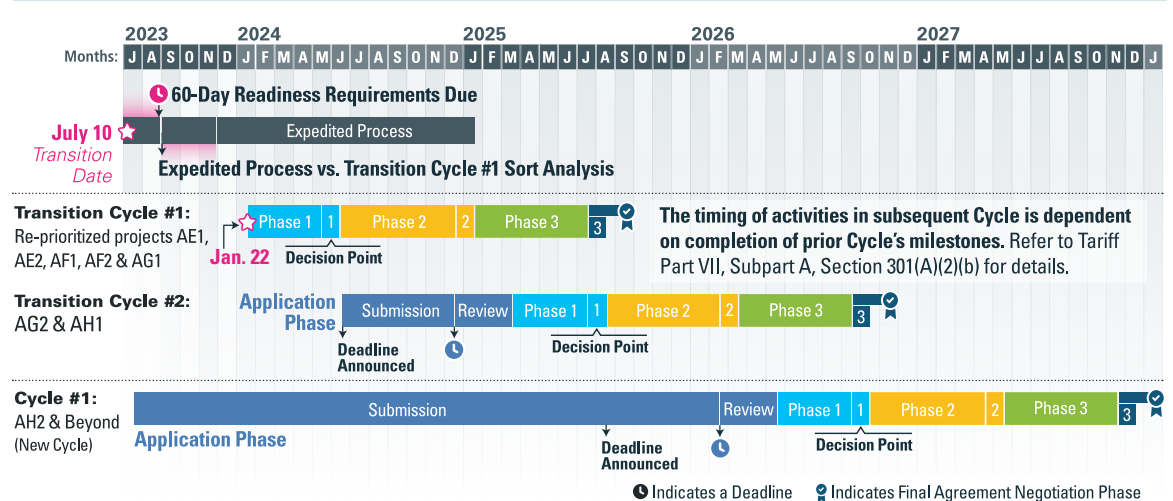 2023 2024 2025 2026 2027
Months: J A S O N D J F M A M J J A S O N D J F M A M J J A S O N D J F M A M J J A S O N D J F M A M J J A S O N D J
60-Day Readiness Requirements Due
July 10
Transition
Date
Expedited Process
Expedited Process vs. Transition Cycle #1 Sort Analysis
Transition Cycle #1:
Re-prioritized projects AE1,
AE2, AF1, AF2 & AG1
Jan. 22
Phase 1 1 Phase 2 2 Phase 3 3
Decision Point
The timing of activities in subsequent Cycle is dependent
on completion of prior Cycle's milestones. Refer to Tariff
Part VII, Subpart A, Section 301(A)(2)(b) for details.
Transition Cycle #2:
AG2 & AH1
Application
Phase
Submission Review Phase 1 1 Phase 2 2 Phase 3 3
Deadline
Announced
Decision Point
Cycle #1:
AH2 & Beyond
(New Cycle)
Submission Review Phase 1 1 Phase 2 2 Phase 3 3
Application Phase
Deadline
Announced
Decision Point
Indicates a Deadline
Indicates Final Agreement Negotiation Phase